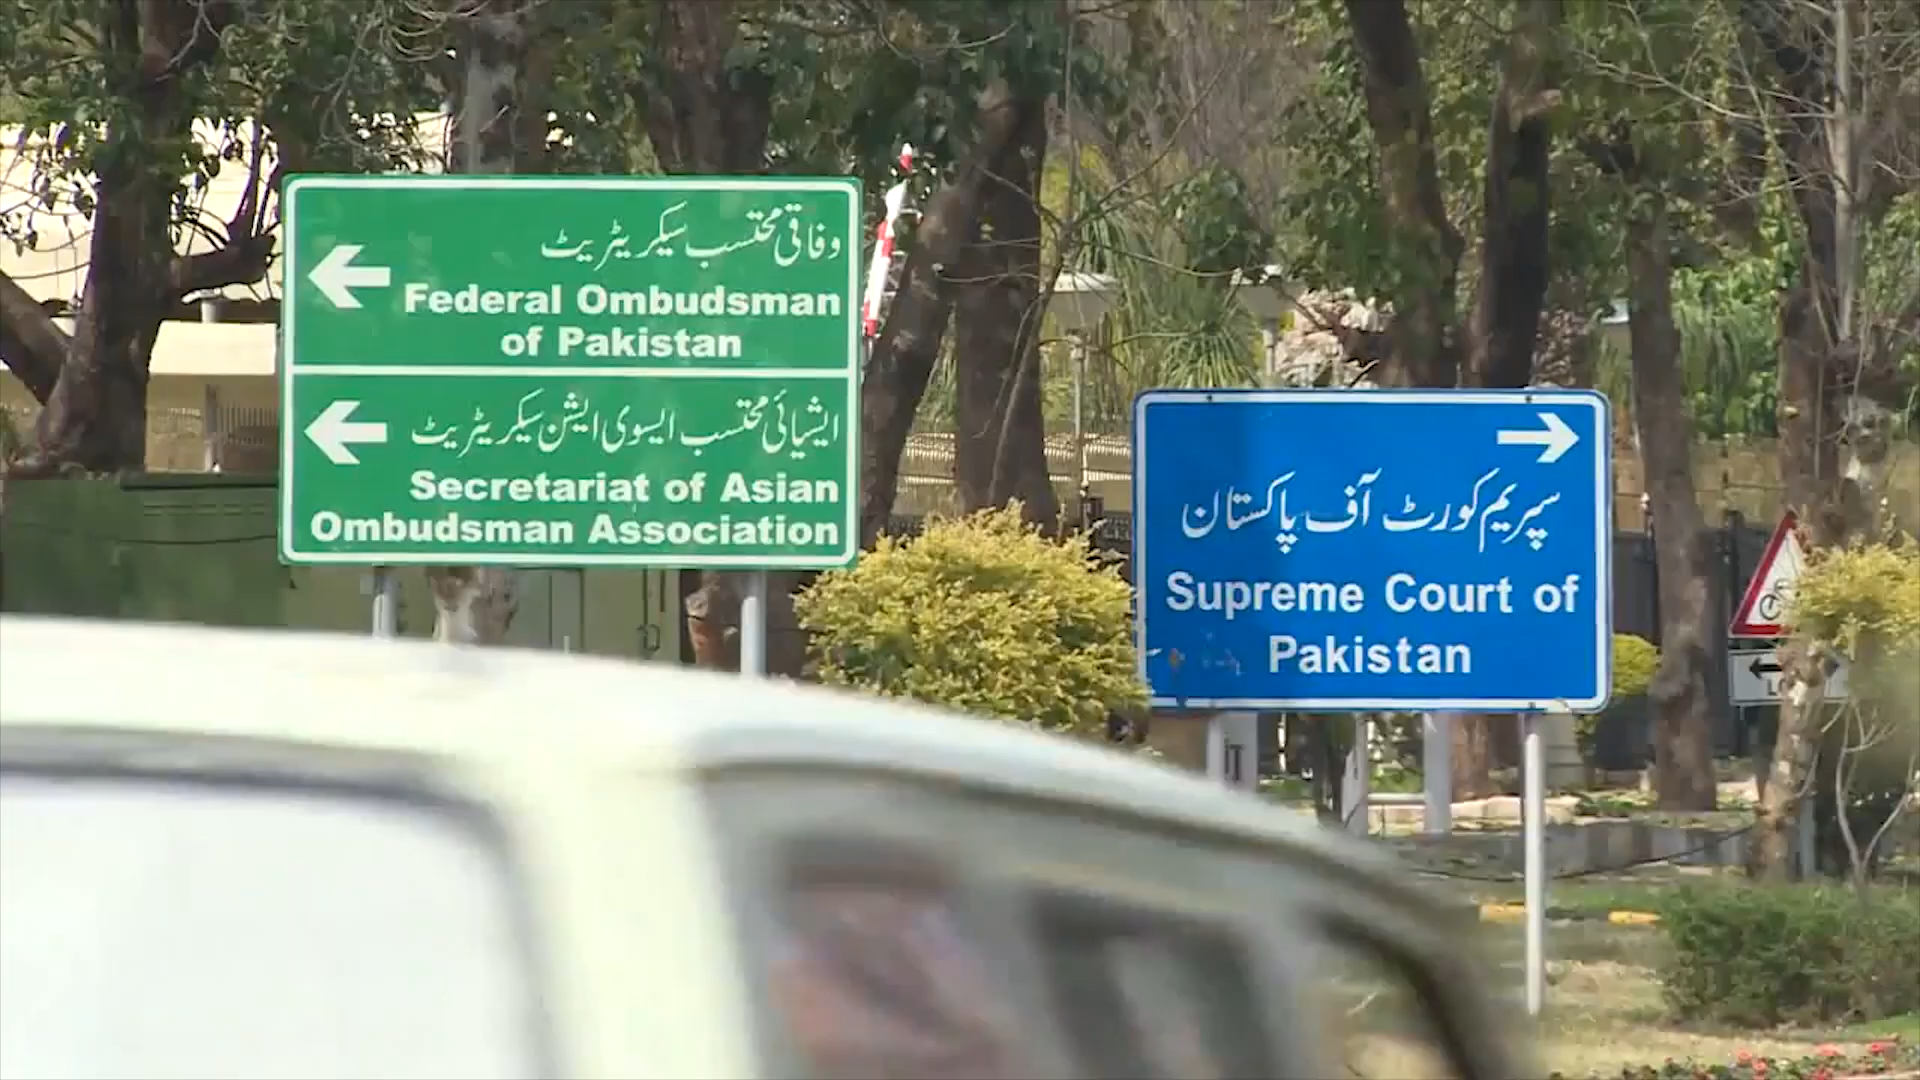 وفاقی محتسب سیکریٹریٹ
Federal Ombudsman
of Pakistan
ایشیائی محتسب ایسوی ایشن سیکریٹریٹ
Secretariat of Asian
Ombudsman Association
سپریم کورٹ آف پاکستان
Supreme Court of
Pakistan